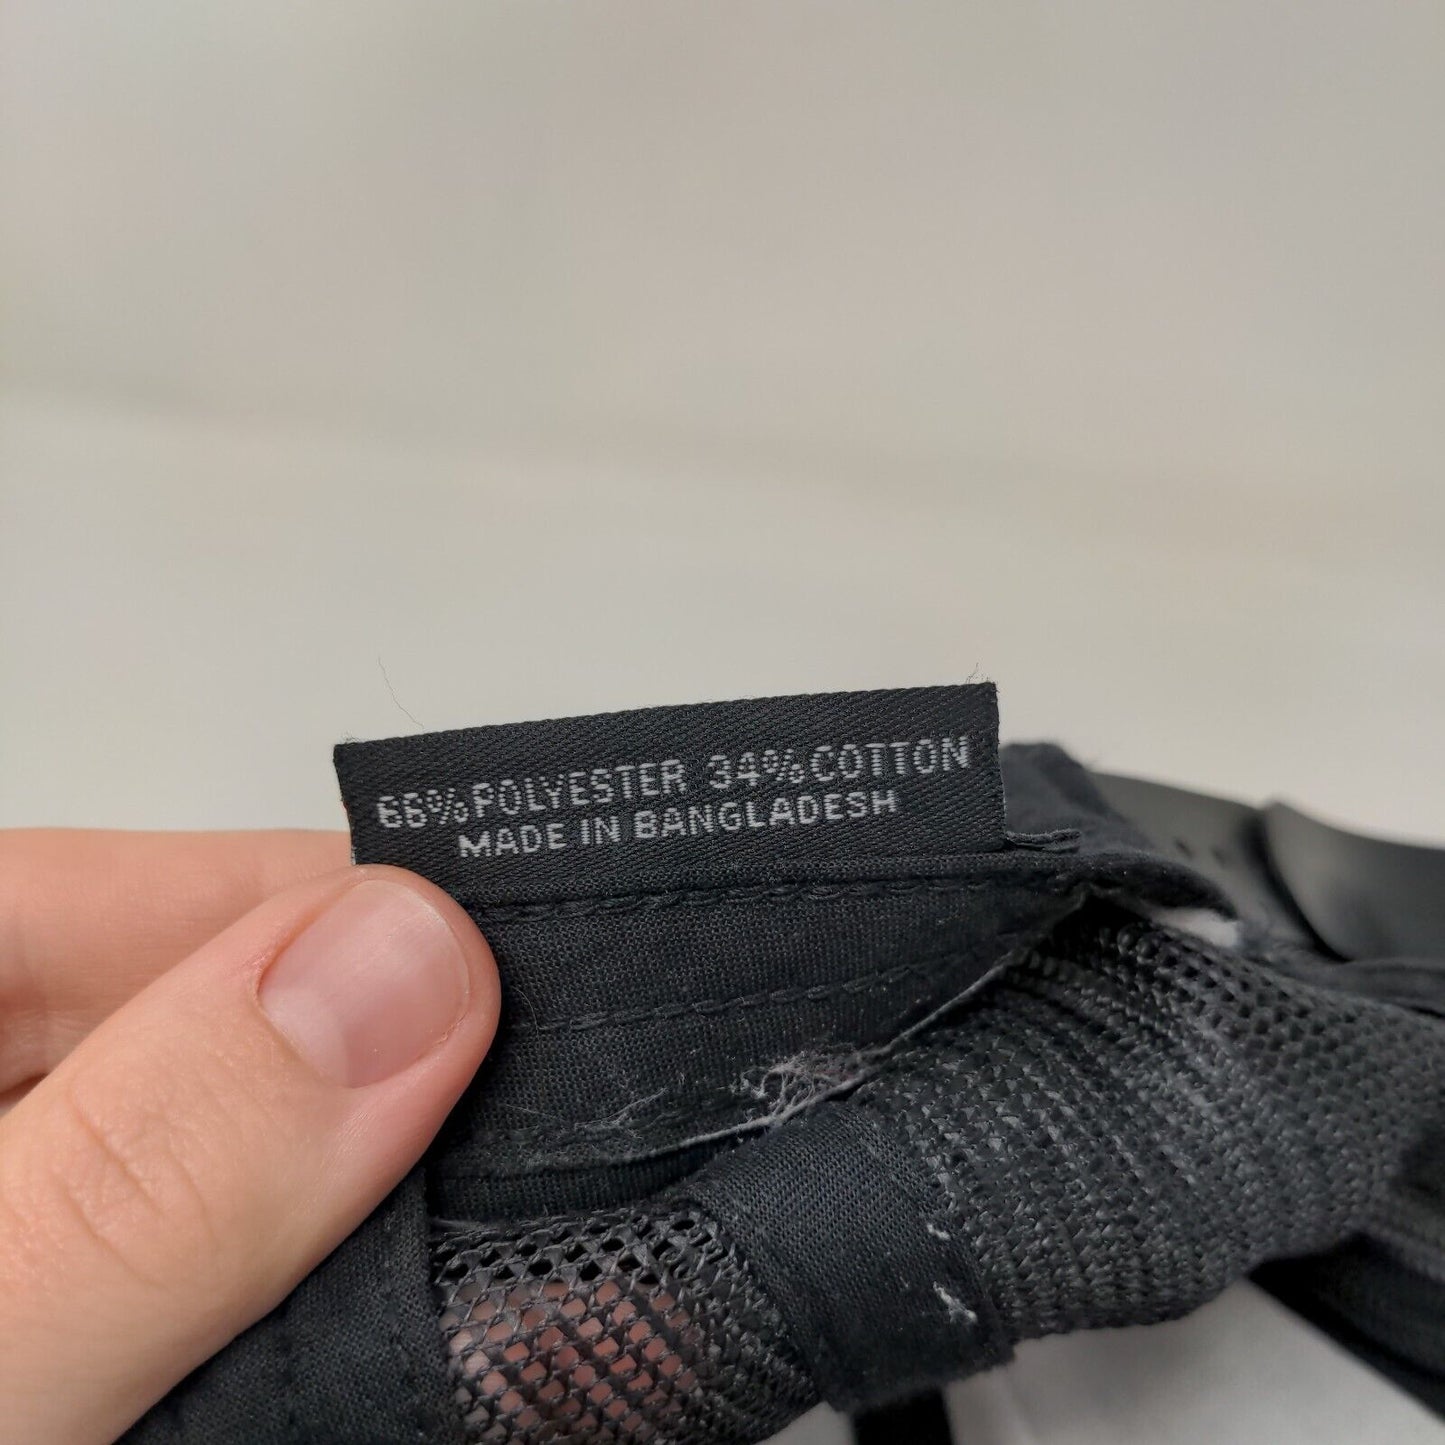 66% POLYESTER 34% COTTON
MADE IN BANGLADESH